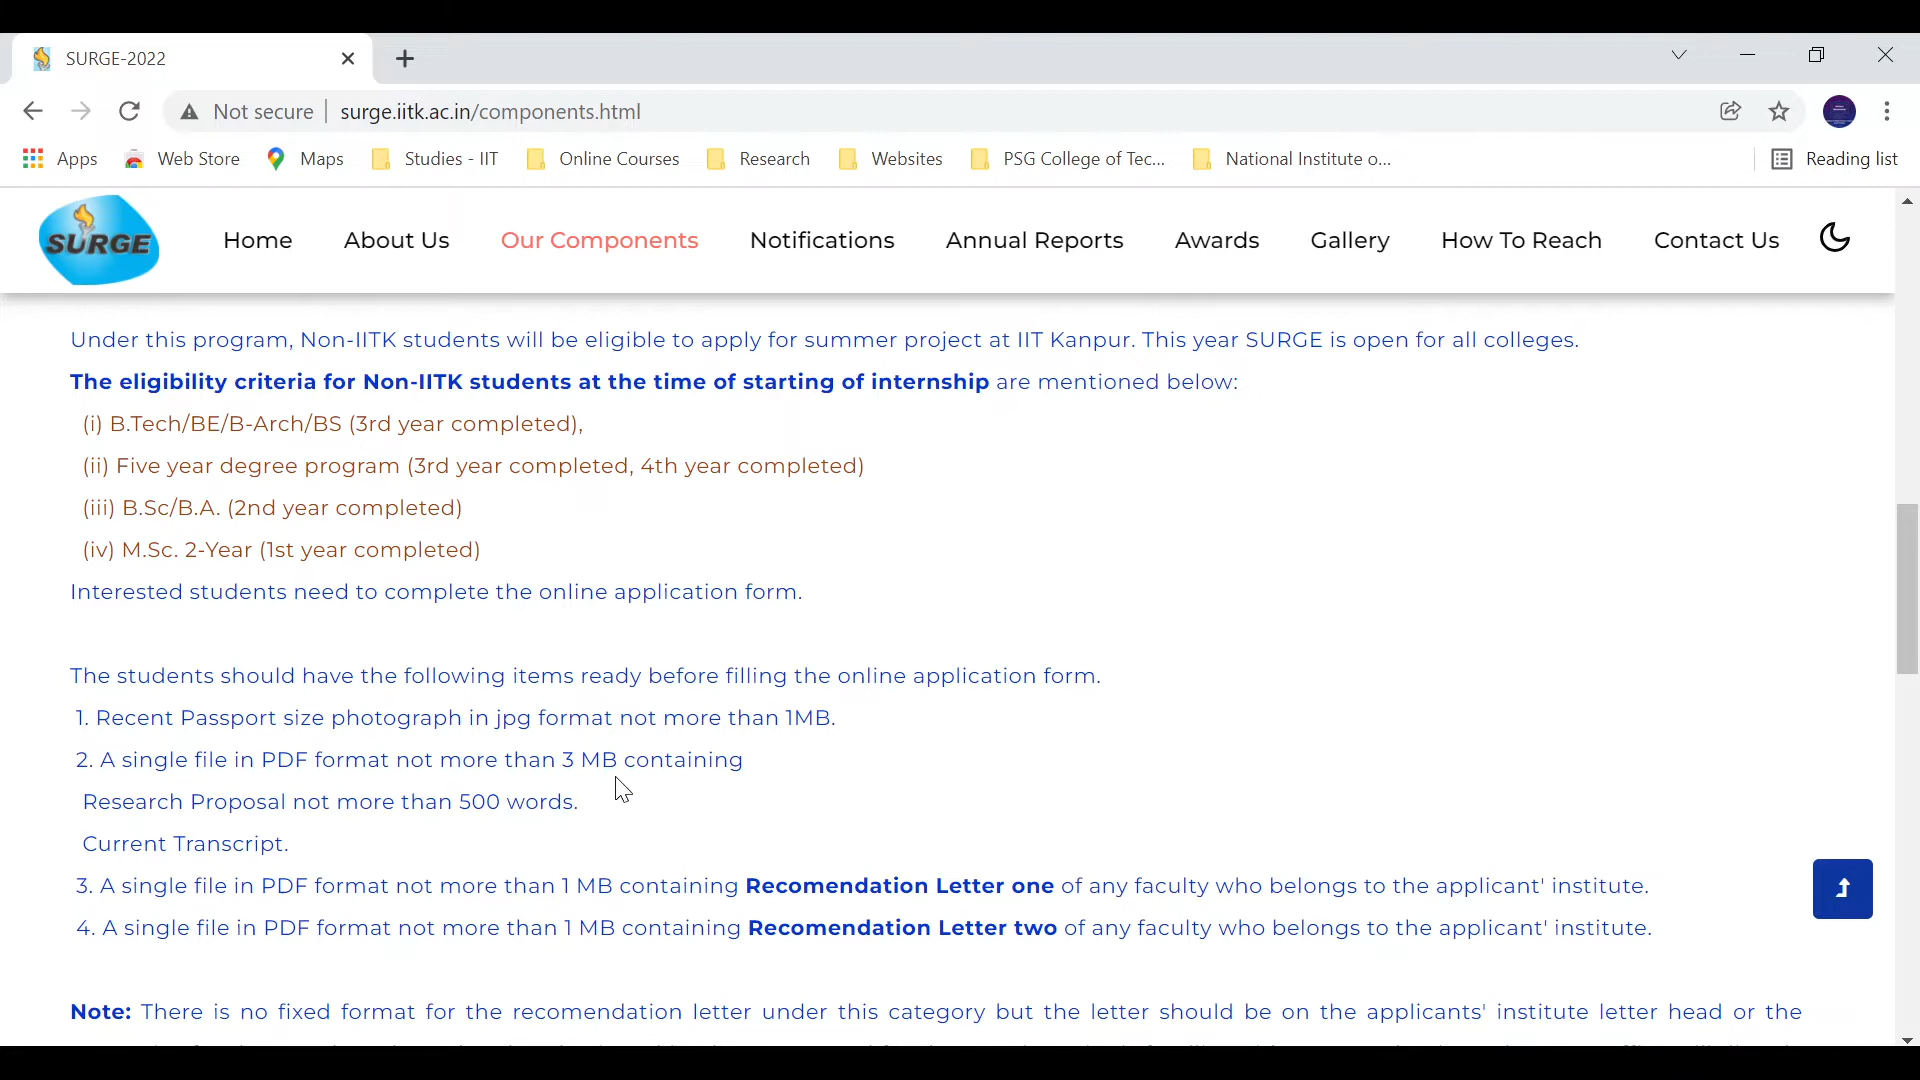 SURGE-2022
Not secure | surge.iitk.ac.in/components.html
Apps Web Store Maps Studies - IIT Online Courses Research Websites PSG College of Tec... National Institute o... Reading list
SURGE Home About Us Our Components Notifications Annual Reports Awards Gallery How To Reach Contact Us
Under this program, Non-IITK students will be eligible to apply for summer project at IIT Kanpur. This year SURGE is open for all colleges.
The eligibility criteria for Non-IITK students at the time of starting of internship are mentioned below:
(i) B.Tech/BE/B-Arch/BS (3rd year completed),
(ii) Five year degree program (3rd year completed, 4th year completed)
(iii) B.Sc/B.A. (2nd year completed)
(iv) M.Sc. 2-Year (1st year completed)
Interested students need to complete the online application form.
The students should have the following items ready before filling the online application form.
1. Recent Passport size photograph in jpg format not more than 1MB.
2. A single file in PDF format not more than 3 MB containing
Research Proposal not more than 500 words.
Current Transcript.
3. A single file in PDF format not more than 1 MB containing Recomendation Letter one of any faculty who belongs to the applicant' institute.
4. A single file in PDF format not more than 1 MB containing Recomendation Letter two of any faculty who belongs to the applicant' institute.
Note: There is no fixed format for the recomendation letter under this category but the letter should be on the applicants' institute letter head or the